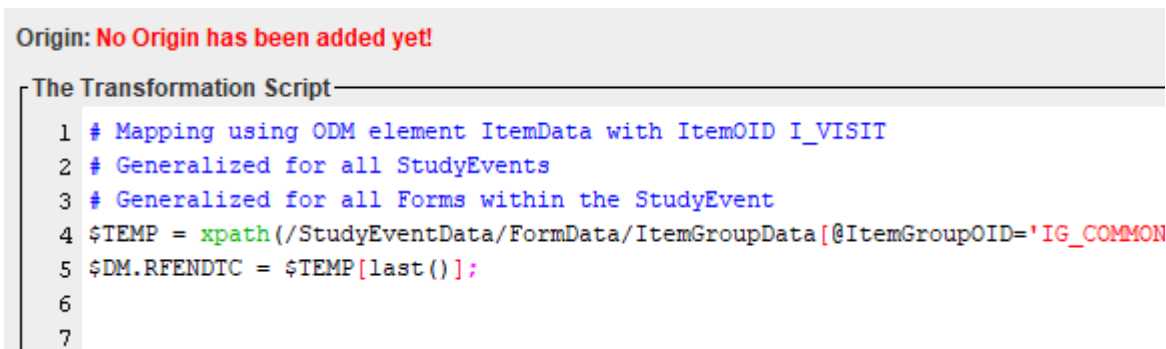 Origin: No Origin has been added yet!
The Transformation Script
1 # Mapping using ODM element ItemData with ItemOID I_VISIT
2 # Generalized for all StudyEvents
3 # Generalized for all Forms within the StudyEvent
4 $TEMP = xpath(/StudyEventData/FormData/ItemGroupData[@ItemGroupOID='IG_COMMON
5 $DM.RFENDTC = $TEMP[last()];
6
7